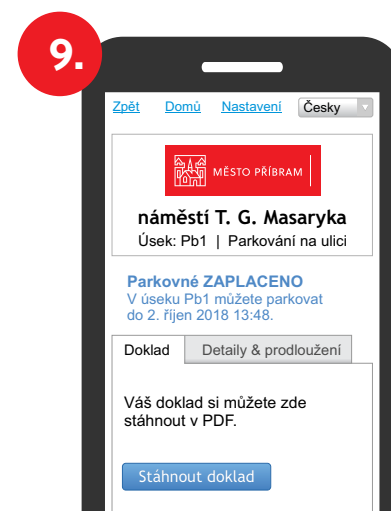 9.
Zpět Domů Nastavení Česky
MĚSTO PŘÍBRAM
náměstí T. G. Masaryka
Úsek: Pb1 | Parkování na ulici
Parkovné ZAPLACENO
V úseku Pb1 můžete parkovat
do 2. říjen 2018 13:48.
Doklad Detaily & prodloužení
Váš doklad si můžete zde
stáhnout v PDF.
Stáhnout doklad